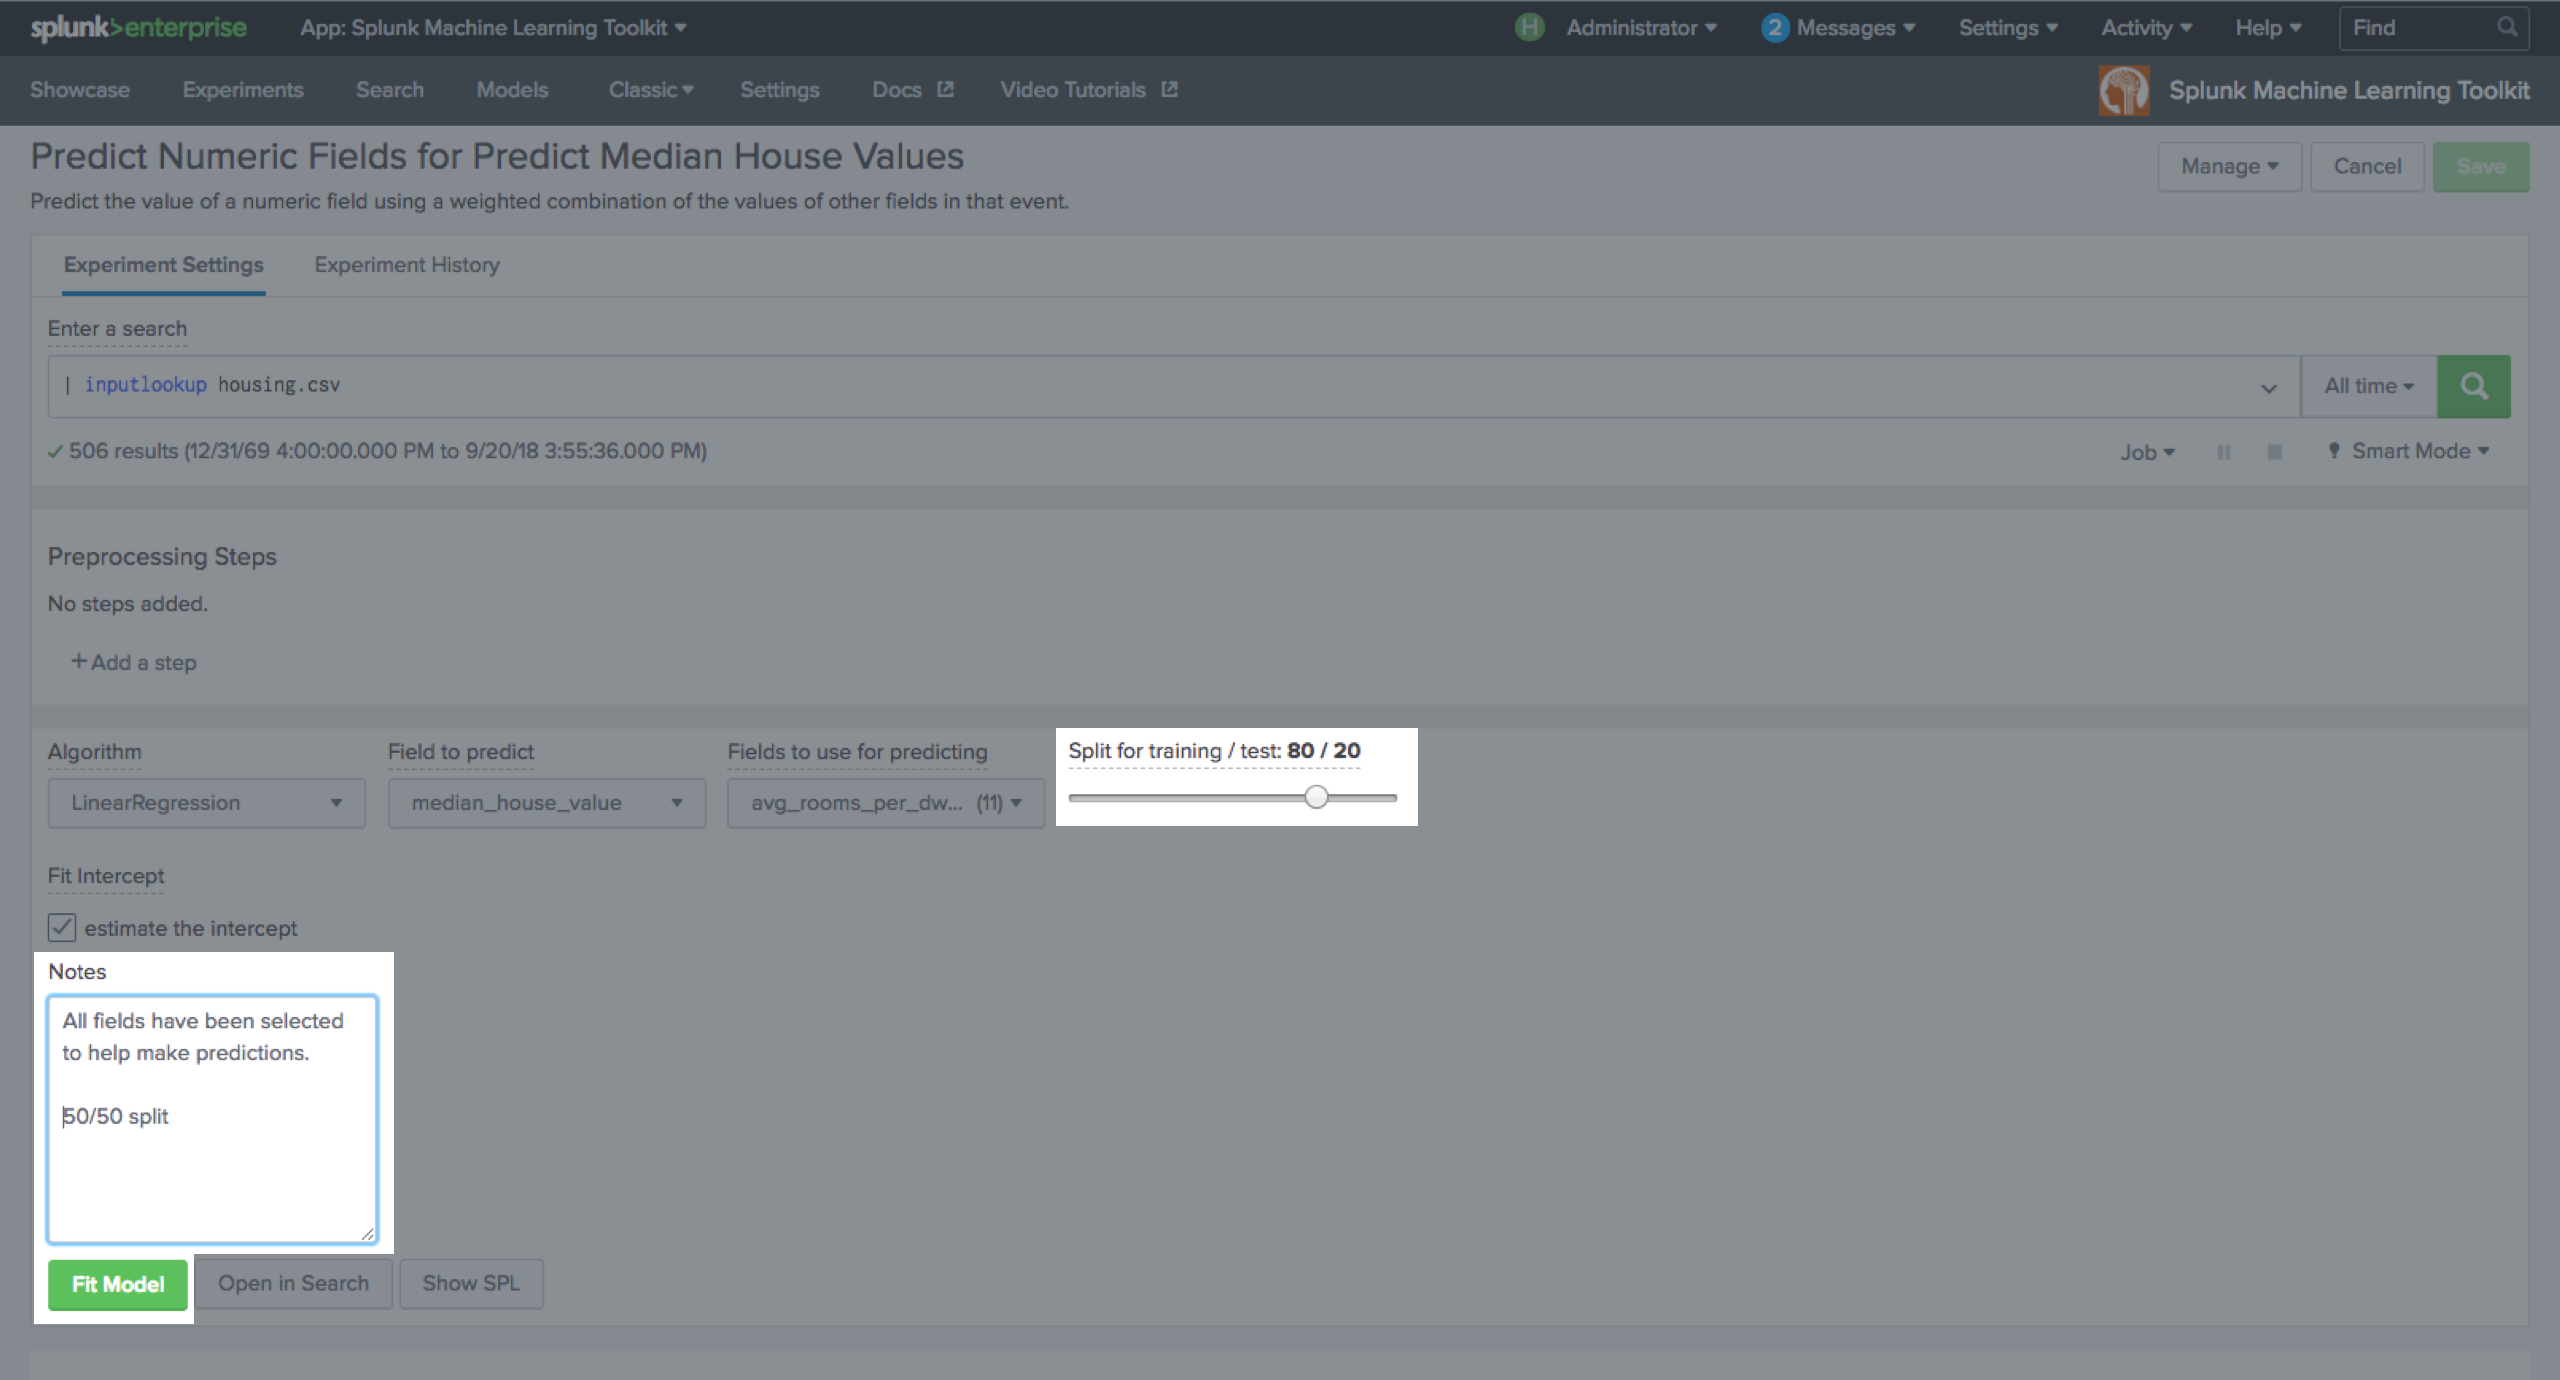 splunk>enterprise App: Splunk Machine Learning Toolkit H Administrator 2 Messages Settings Activity Help Find
Showcase Experiments Search Models Classic Settings Docs Video Tutorials Splunk Machine Learning Toolkit
Predict Numeric Fields for Predict Median House Values
Manage Cancel Save
Predict the value of a numeric field using a weighted combination of the values of other fields in that event.
Experiment Settings Experiment History
Enter a search
| inputlookup housing.csv All time
506 results (12/31/69 4:00:00.000 PM to 9/20/18 3:55:36.000 PM) Job Smart Mode
Preprocessing Steps
No steps added.
+ Add a step
Algorithm Field to predict Fields to use for predicting Split for training / test: 80 / 20
LinearRegression median_house_value avg_rooms_per_dw... (11)
Fit Intercept
estimate the intercept
Notes
All fields have been selected
to help make predictions.
50/50 split
Fit Model Open in Search Show SPL